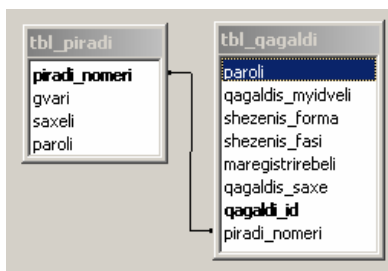 tbl_piradi
piradi_nomeri
gvari
saxeli
paroli
tbl_qagaldi
paroli
qagaldis_myidveli
shezenis_forma
shezenis_fasi
maregistrirebeli
qagaldis_saxe
qagaldi_id
piradi_nomeri